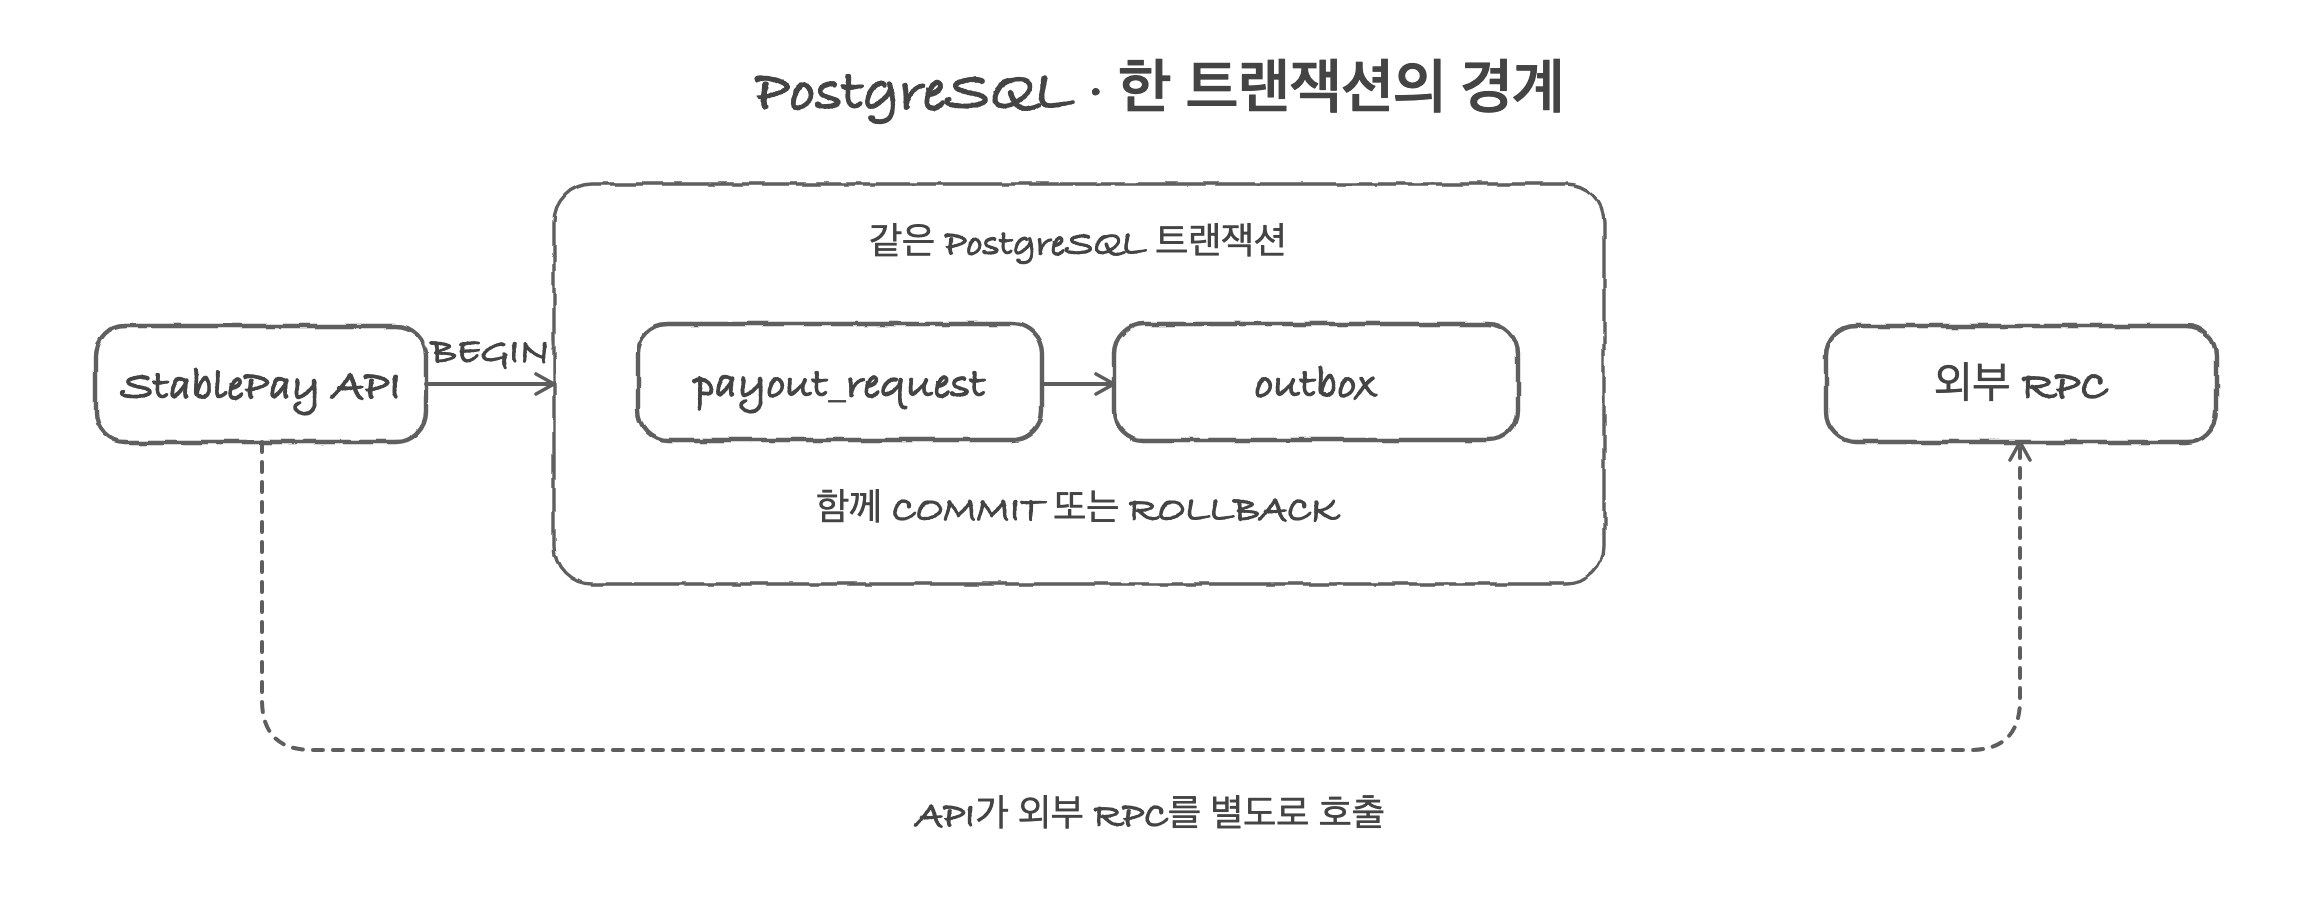 PostgreSQL · 한 트랜잭션의 경계
같은 PostgreSQL 트랜잭션
BEGIN
StablePay API
payout_request
outbox
외부 RPC
함께 COMMIT 또는 ROLLBACK
API가 외부 RPC를 별도로 호출